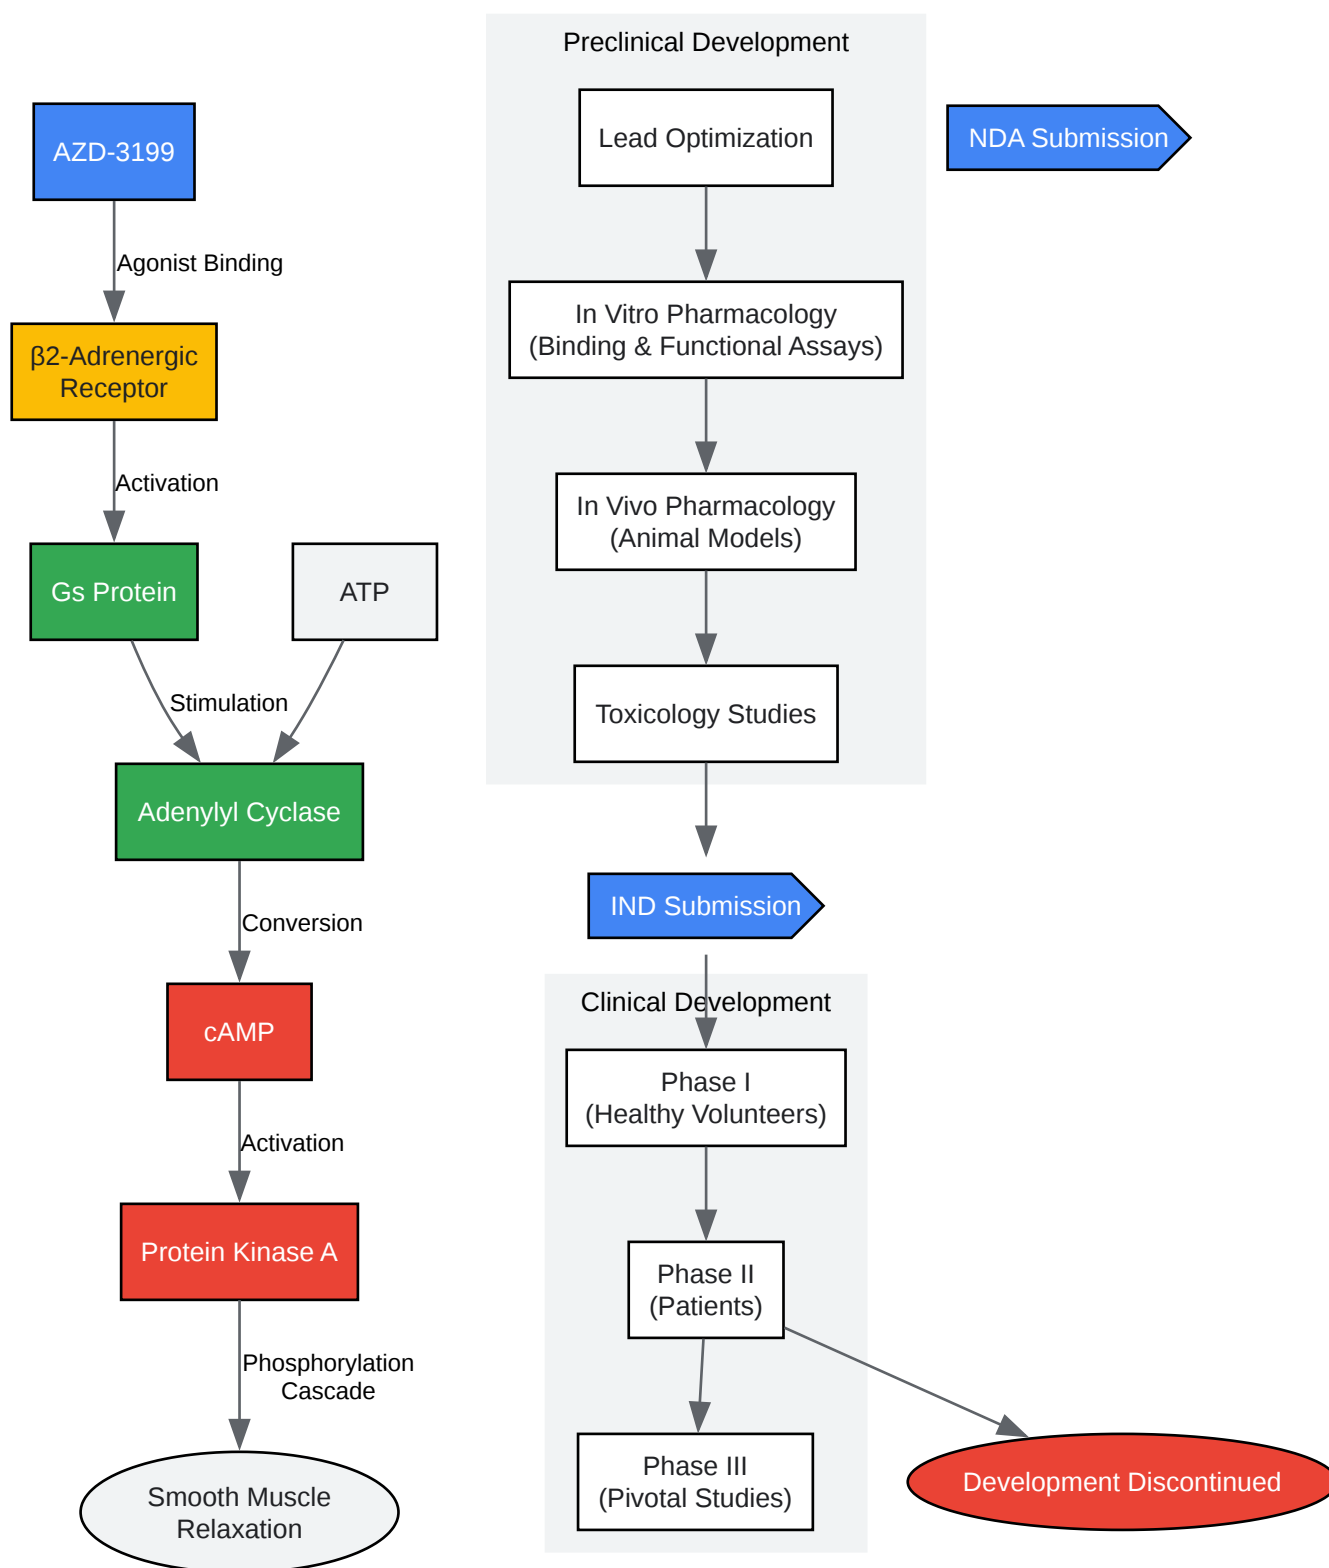 AZD-3199
Agonist Binding
β2-Adrenergic
Receptor
Activation
Gs Protein
ATP
Stimulation
Adenylyl Cyclase
Conversion
cAMP
Activation
Protein Kinase A
Phosphorylation
Cascade
Smooth Muscle
Relaxation
Preclinical Development
Lead Optimization
In Vitro Pharmacology
(Binding & Functional Assays)
In Vivo Pharmacology
(Animal Models)
Toxicology Studies
IND Submission
Clinical Development
Phase I
(Healthy Volunteers)
Phase II
(Patients)
Phase III
(Pivotal Studies)
Development Discontinued
NDA Submission